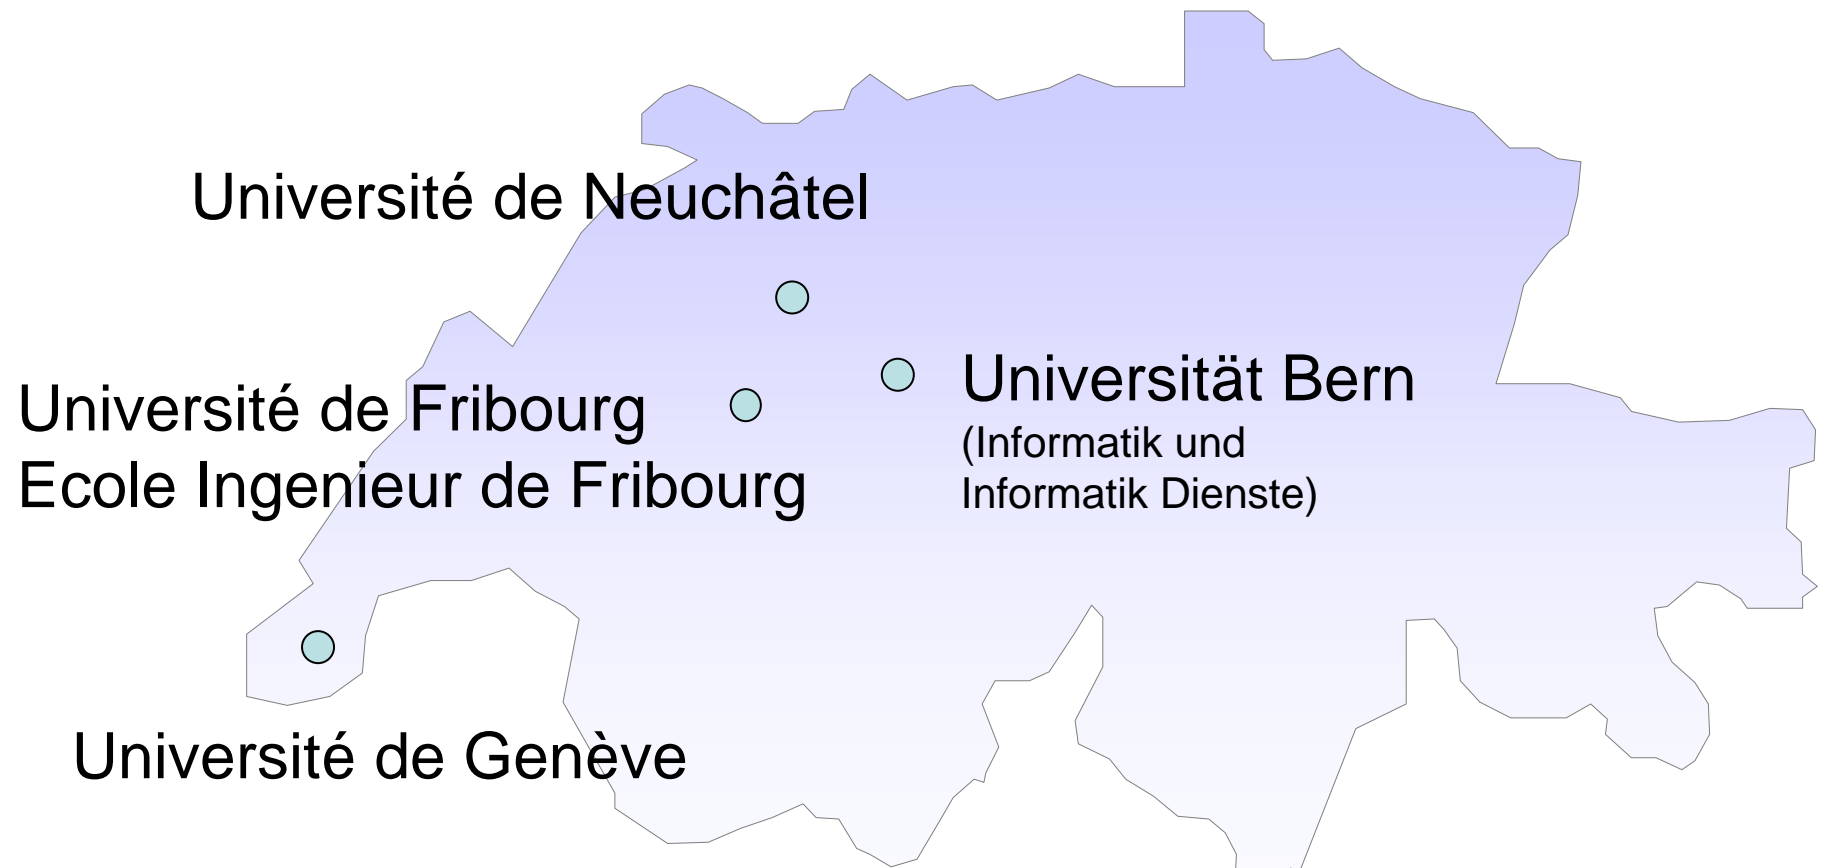 Université de Neuchâtel
Universität Bern
(Informatik und
Informatik Dienste)
Université de Fribourg
Ecole Ingenieur de Fribourg
Université de Genève